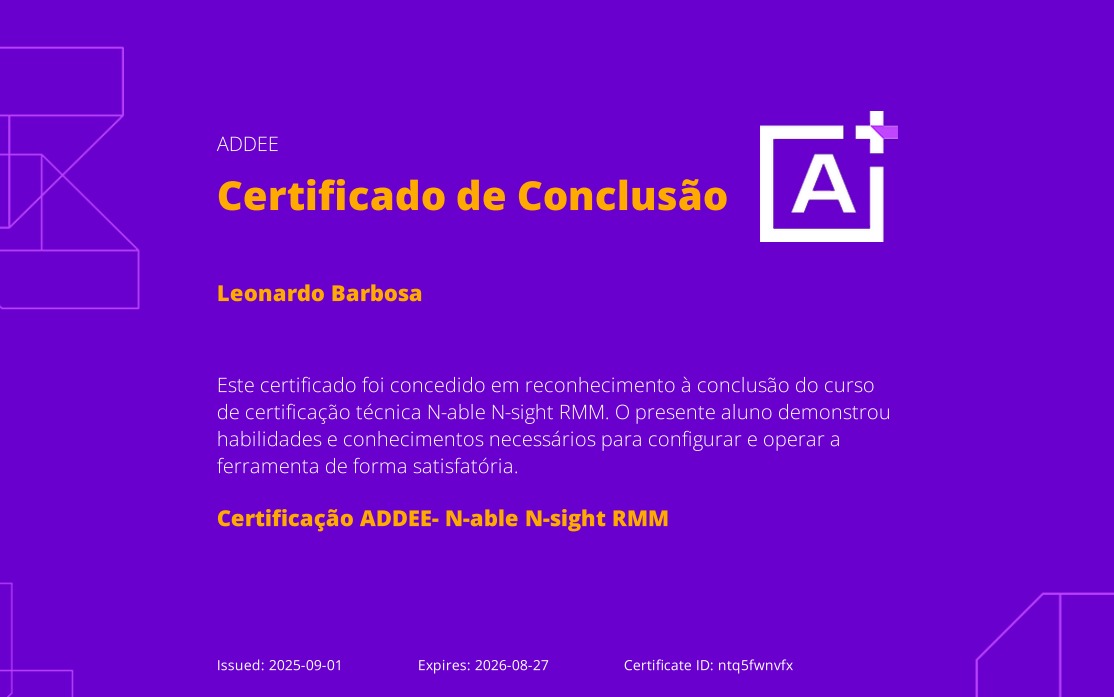 ADDEE
Certificado de Conclusão
A
Leonardo Barbosa
Este certificado foi concedido em reconhecimento à conclusão do curso
de certificação técnica N-able N-sight RMM. O presente aluno demonstrou
habilidades e conhecimentos necessários para configurar e operar a
ferramenta de forma satisfatória.
Certificação ADDEE- N-able N-sight RMM
Issued: 2025-09-01 Expires: 2026-08-27 Certificate ID: ntq5fwnvfx